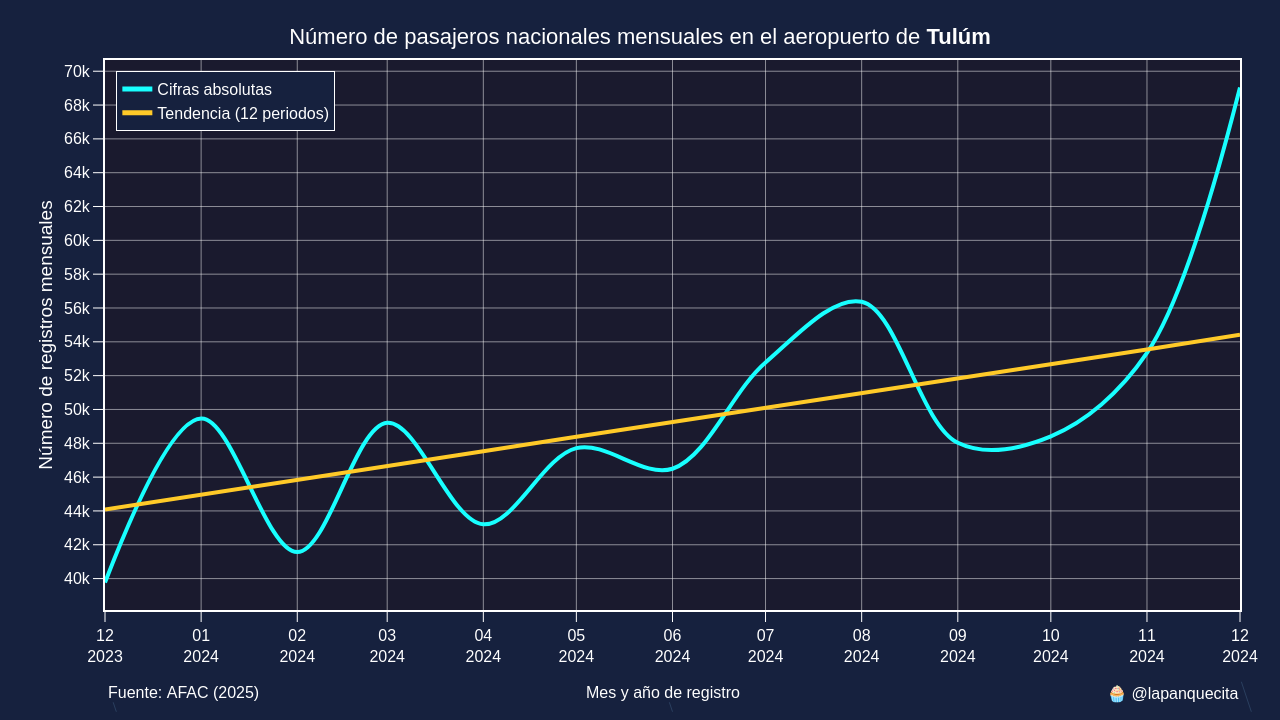 Número de pasajeros nacionales mensuales en el aeropuerto de Tulúm
Cifras absolutas
Tendencia (12 periodos)
Número de registros mensuales
70k
68k
66k
64k
62k
60k
58k
56k
54k
52k
50k
48k
46k
44k
42k
40k
12 01 02 03 04 05 06 07 08 09 10 11 12
2023 2024 2024 2024 2024 2024 2024 2024 2024 2024 2024 2024 2024
Fuente: AFAC (2025)
Mes y año de registro
🧁 @lapanquecita